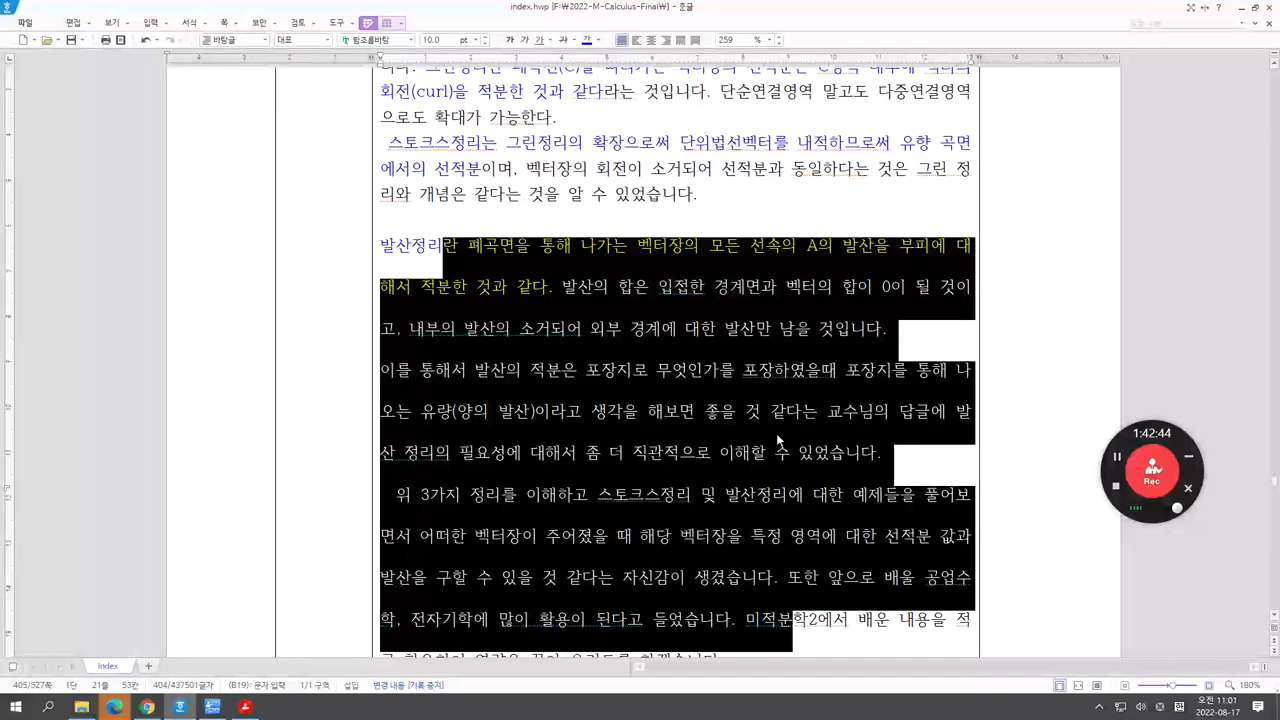 index.hwp [F:\2022-M-Calculus-Final\] - 훈글
파일 편집 보기 입력 서식 쪽 보안 검토 도구
바탕글 대표 함초롬바탕 10.0 pt 가 가 가 가 가 가 259 %
회전(curl)을 적분한 것과 같다라는 것입니다. 단순연결영역 말고도 다중연결영역
으로도 확대가 가능한다.
스토크스정리는 그린정리의 확장으로써 단위법선벡터를 내적하므로써 유향 곡면
에서의 선적분이며, 벡터장의 회전이 소거되어 선적분과 동일하다는 것은 그린 정
리와 개념은 같다는 것을 알 수 있었습니다.
발산정리란 폐곡면을 통해 나가는 벡터장의 모든 선속의 A의 발산을 부피에 대
해서 적분한 것과 같다. 발산의 합은 입접한 경계면과 벡터의 합이 0이 될 것이
고, 내부의 발산의 소거되어 외부 경계에 대한 발산만 남을 것입니다.
이를 통해서 발산의 적분은 포장지로 무엇인가를 포장하였을때 포장지를 통해 나
오는 유량(양의 발산)이라고 생각을 해보면 좋을 것 같다는 교수님의 답글에 발
산 정리의 필요성에 대해서 좀 더 직관적으로 이해할 수 있었습니다.
위 3가지 정리를 이해하고 스토크스정리 및 발산정리에 대한 예제들을 풀어보
면서 어떠한 벡터장이 주어졌을 때 해당 벡터장을 특정 영역에 대한 선적분 값과
발산을 구할 수 있을 것 같다는 자신감이 생겼습니다. 또한 앞으로 배울 공업수
학, 전자기학에 많이 활용이 된다고 들었습니다. 미적분학2에서 배운 내용을 적
1:42:44
Rec
index
405/527쪽 1단 21줄 53칸 404/437501글자 (B19): 문자 입력 1/1 구역 삽입 변경 내용 [기록 중지] 180%
오전 11:01
2022-08-17